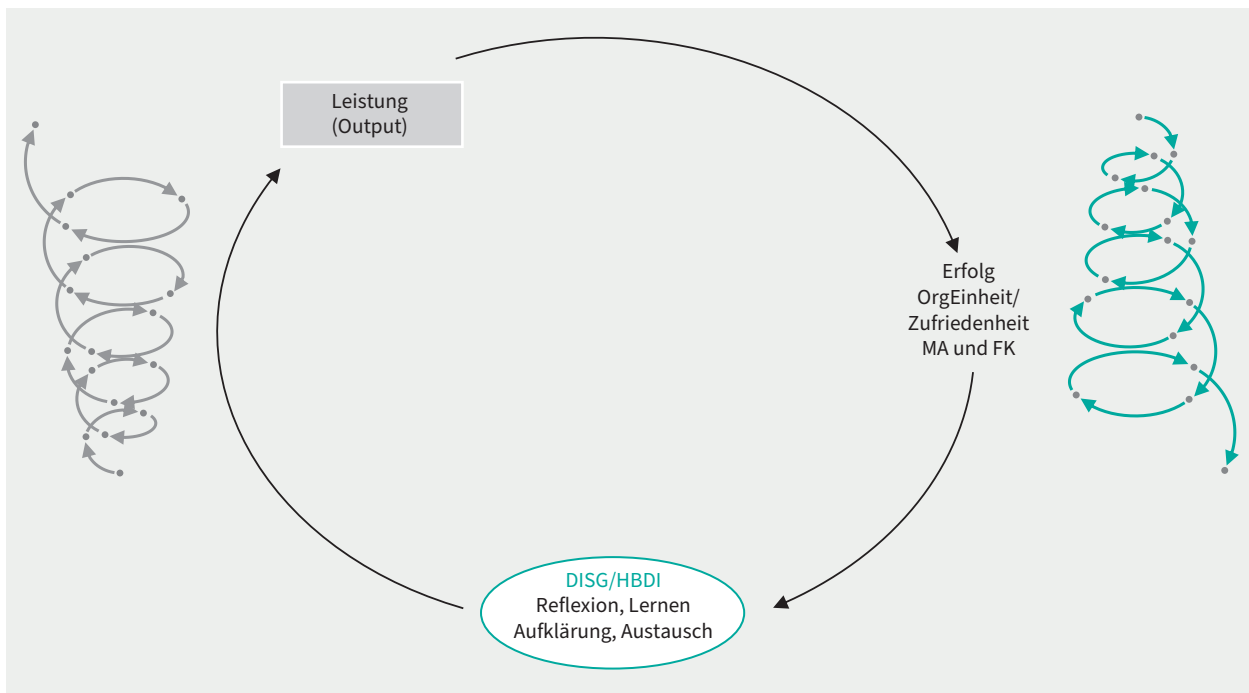 Leistung
(Output)
Erfolg
OrgEinheit/
Zufriedenheit
MA und FK
DISG/HBDI
Reflexion, Lernen
Aufklärung, Austausch